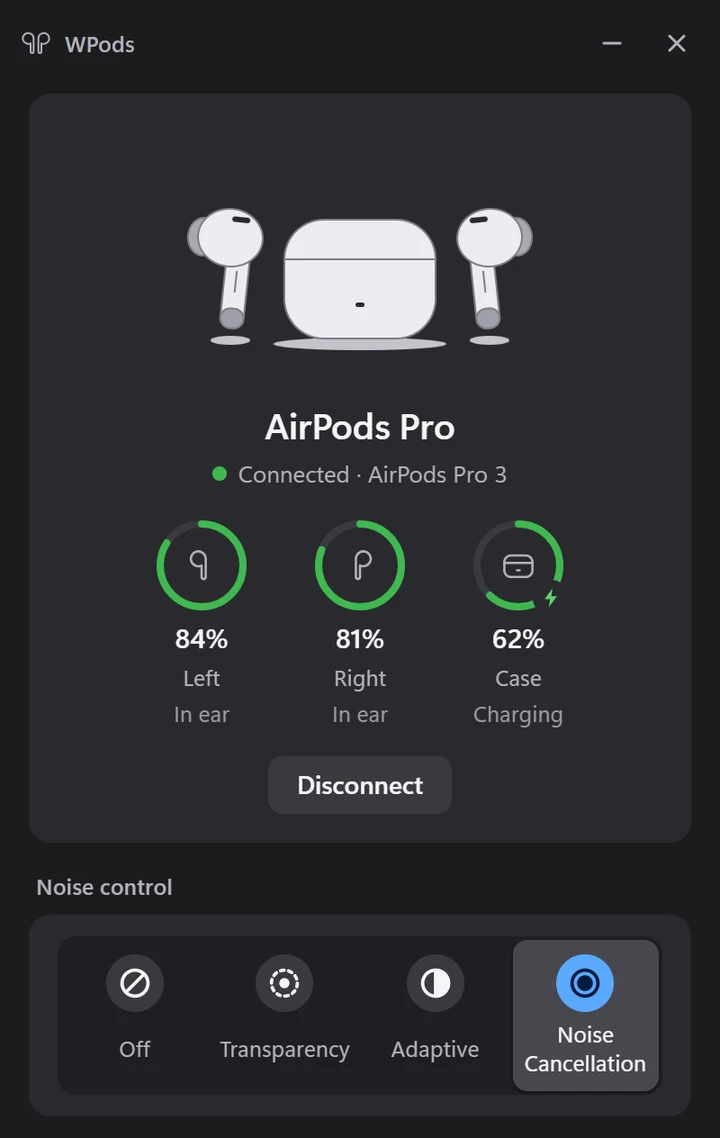 WPods
AirPods Pro
Connected · AirPods Pro 3
84%
81%
62%
Left
Right
Case
In ear
In ear
Charging
Disconnect
Noise control
Off
Transparency
Adaptive
Noise
Cancellation